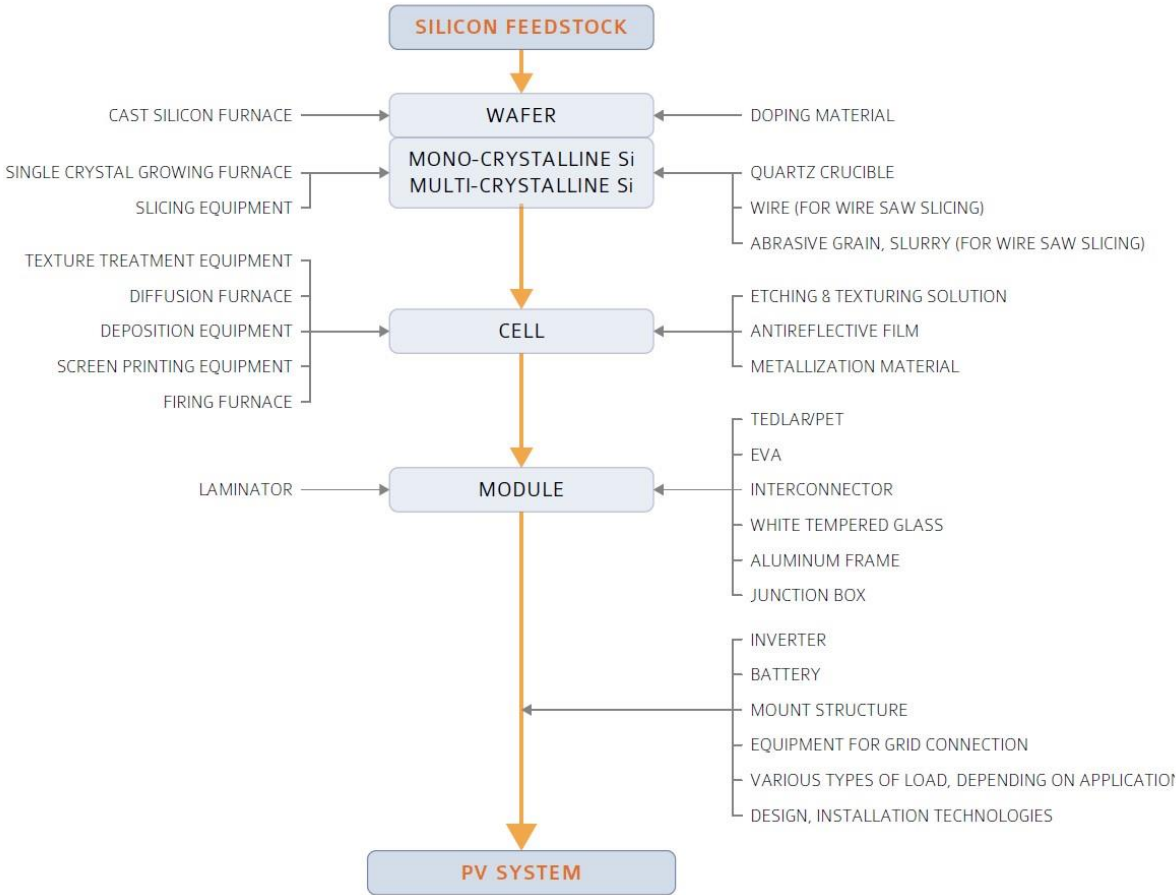 SILICON FEEDSTOCK
CAST SILICON FURNACE
WAFER
DOPING MATERIAL
SINGLE CRYSTAL GROWING FURNACE
SLICING EQUIPMENT
MONO-CRYSTALLINE Si
MULTI-CRYSTALLINE Si
QUARTZ CRUCIBLE
WIRE (FOR WIRE SAW SLICING)
ABRASIVE GRAIN, SLURRY (FOR WIRE SAW SLICING)
TEXTURE TREATMENT EQUIPMENT
DIFFUSION FURNACE
DEPOSITION EQUIPMENT
SCREEN PRINTING EQUIPMENT
FIRING FURNACE
CELL
ETCHING & TEXTURING SOLUTION
ANTIREFLECTIVE FILM
METALLIZATION MATERIAL
LAMINATOR
MODULE
TEDLAR/PET
EVA
INTERCONNECTOR
WHITE TEMPERED GLASS
ALUMINUM FRAME
JUNCTION BOX
INVERTER
BATTERY
MOUNT STRUCTURE
EQUIPMENT FOR GRID CONNECTION
VARIOUS TYPES OF LOAD, DEPENDING ON APPLICATION
DESIGN, INSTALLATION TECHNOLOGIES
PV SYSTEM